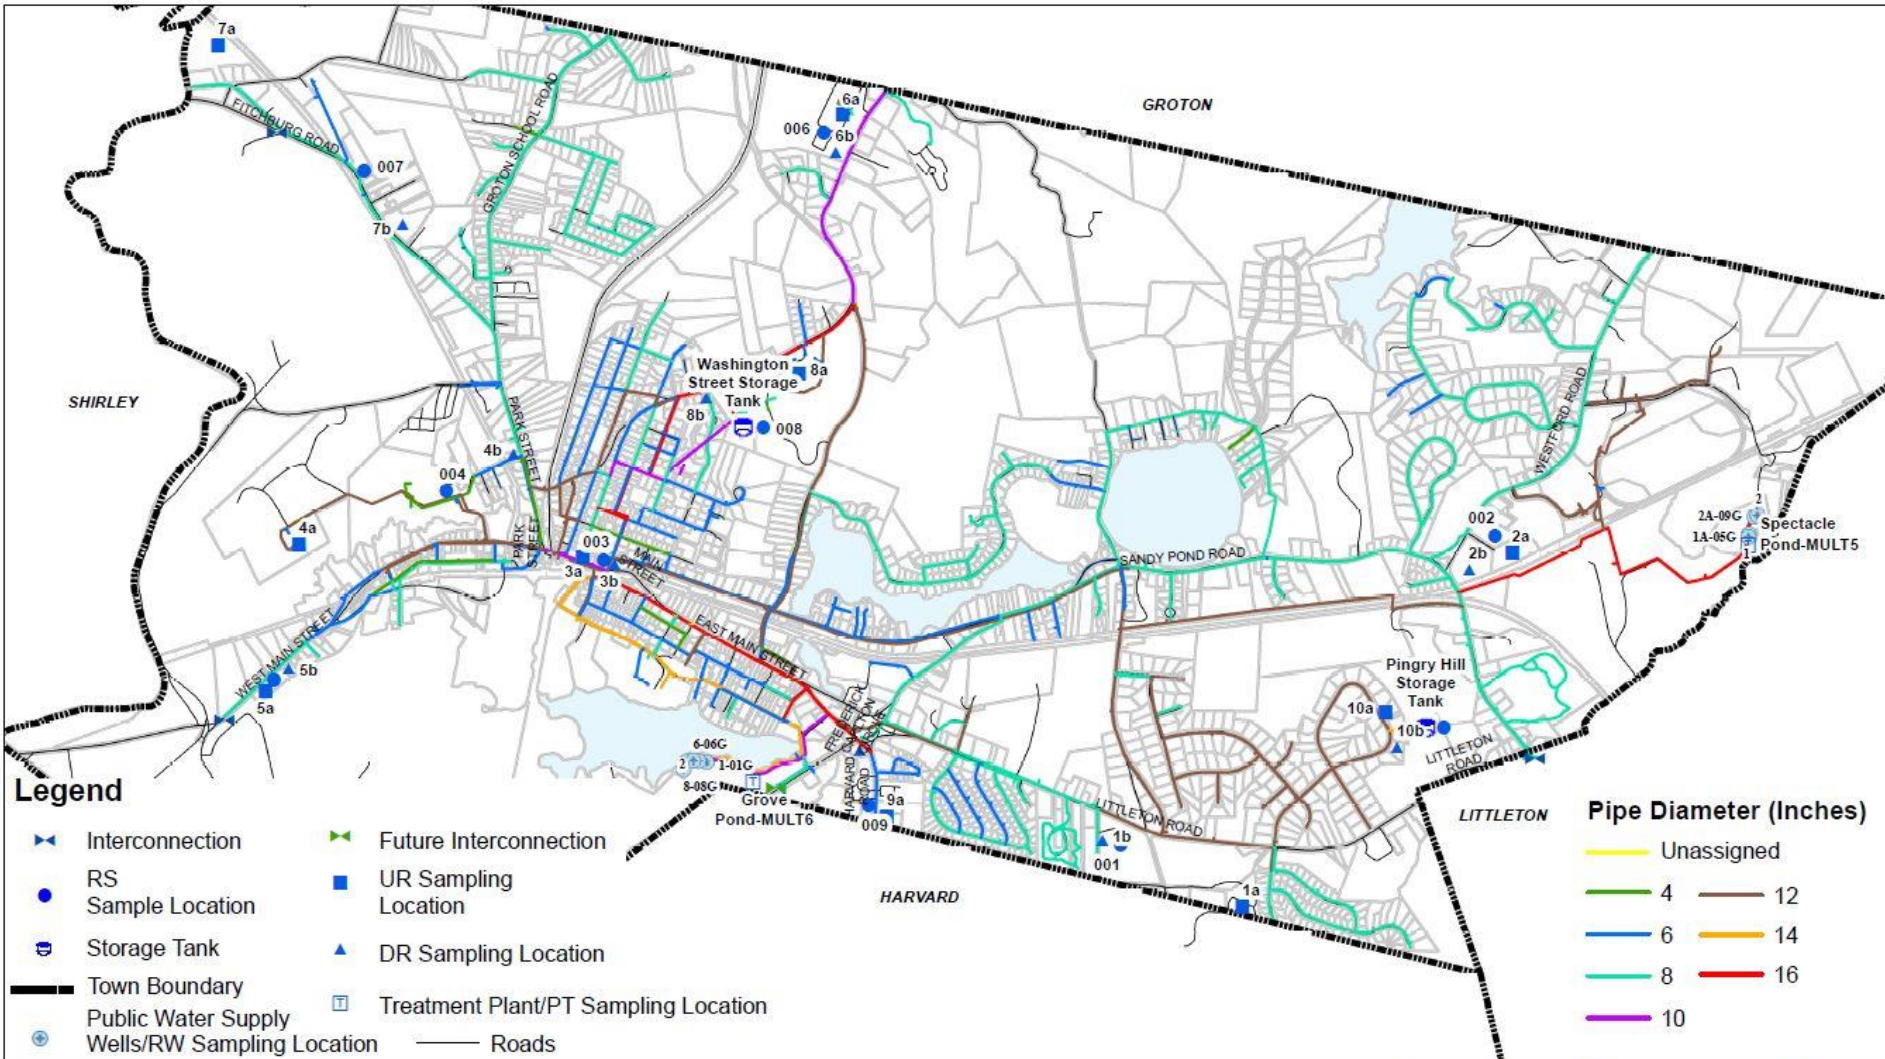 7a
GROTON
6a
006
6b
FITCHBURG ROAD
GROTON SCHOOL ROAD
007
7b
SHIRLEY
Washington
Street Storage
Tank
8a
8b
008
PARK STREET
WESTFORD ROAD
4b
004
4a
PARK
STREET
003
MAIN
STREET
3a
3b
SANDY POND ROAD
002
2a
2b
2
2A-09G
1A-05G
Spectacle
Pond-MULT5
1
EAST MAIN STREET
WEST MAIN STREET
5b
5a
Pingry Hill
Storage
Tank
10a
10b
LITTLETON
ROAD
FREDERICK
HARVARD
ROAD
6-06G
2
1-01G
8-08G
Grove
Pond-MULT6
9a
009
LITTLETON ROAD
1b
001
1a
HARVARD
LITTLETON
Legend
Interconnection
Future Interconnection
RS
Sample Location
UR Sampling
Location
Storage Tank
DR Sampling Location
Town Boundary
Treatment Plant/PT Sampling Location
Public Water Supply
Wells/RW Sampling Location
Roads
Pipe Diameter (Inches)
Unassigned
4
12
6
14
8
16
10